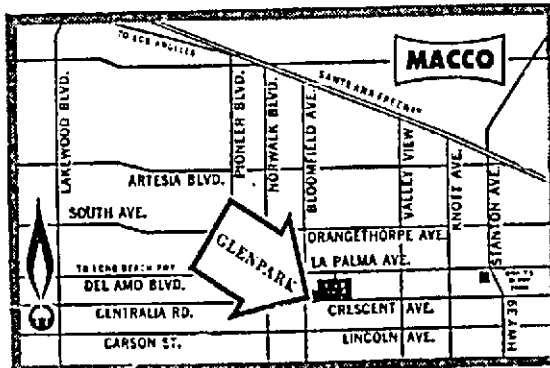 TO LOS ANGELES
MACCO
SANTA ANA FREEWAY
LAKEWOOD BLVD.
PIONEER BLVD.
NORWALK BLVD.
BLOOMFIELD AVE.
VALLEY VIEW
KNOTT AVE.
STANTON AVE.
ARTESIA BLVD.
SOUTH AVE.
GLENPARK
ORANGETHORPE AVE.
TO LONG BEACH FWY
LA PALMA AVE.
DEL AMO BLVD.
CENTRALIA RD.
CRESCENT AVE.
CARSON ST.
LINCOLN AVE.
HWY 39